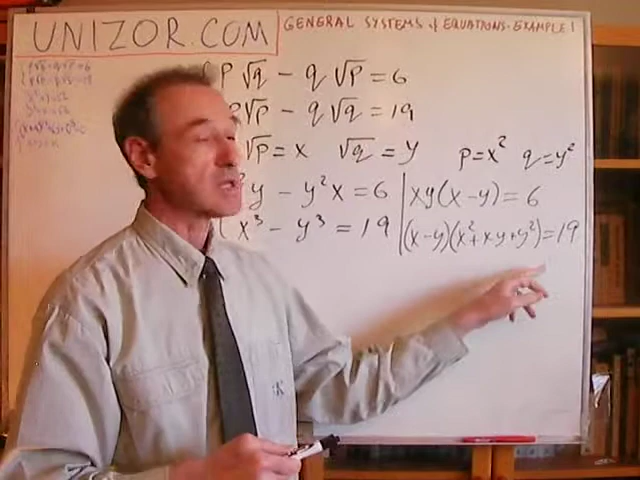 UNIZOR.COM
GENERAL SYSTEMS of EQUATIONS. EXAMPLE 1
P√q - q√P = 6
P√P - q√q = 19
√P = x √q = y p = x² q = y²
y - y²x = 6 xy(x-y) = 6
x³ - y³ = 19 (x-y)(x²+xy+y²) = 19